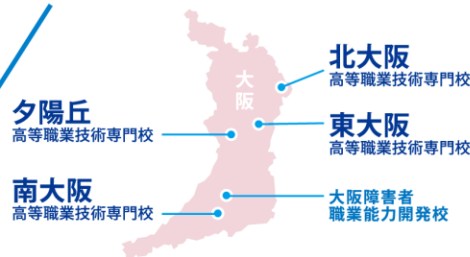 大阪
北大阪
高等職業技術専門校
夕陽丘
高等職業技術専門校
東大阪
高等職業技術専門校
南大阪
高等職業技術専門校
大阪障害者
職業能力開発校